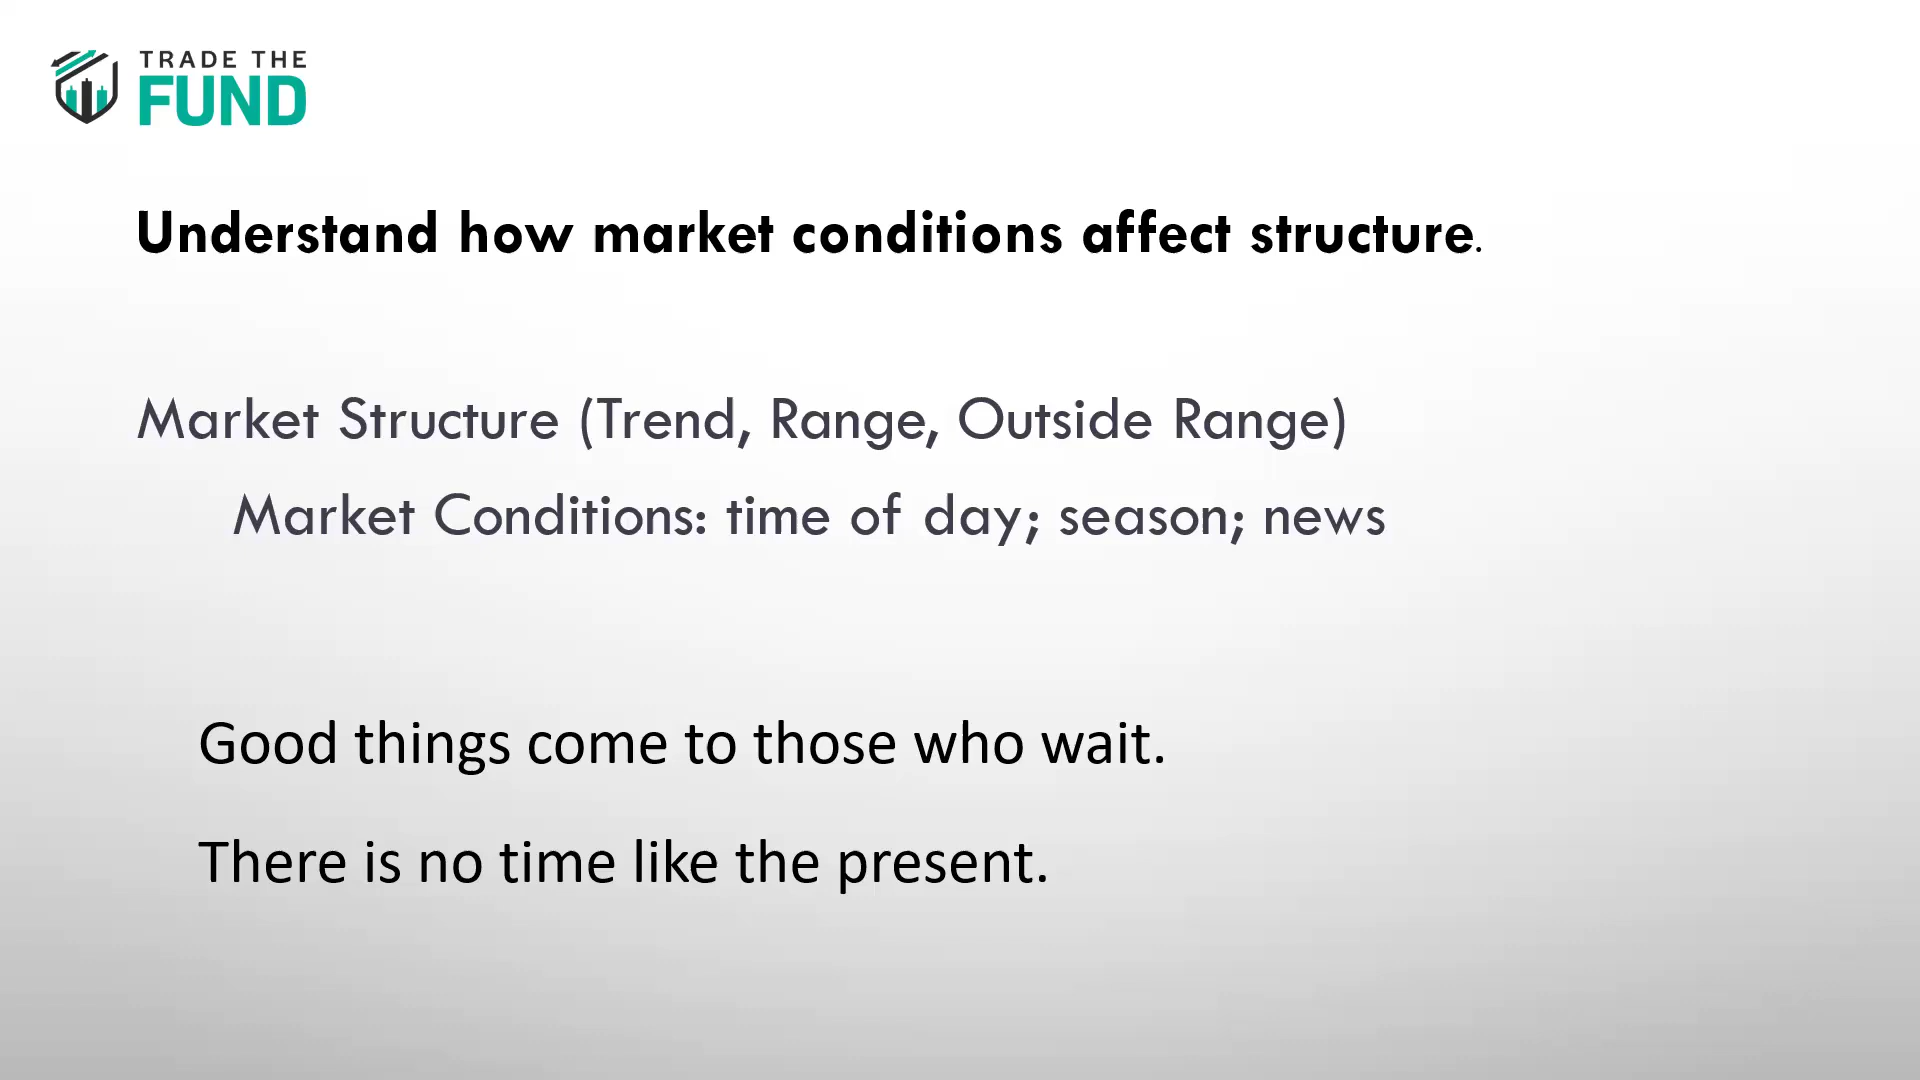 TRADE THE
FUND
Understand how market conditions affect structure.
Market Structure (Trend, Range, Outside Range)
Market Conditions: time of day; season; news
Good things come to those who wait.
There is no time like the present.